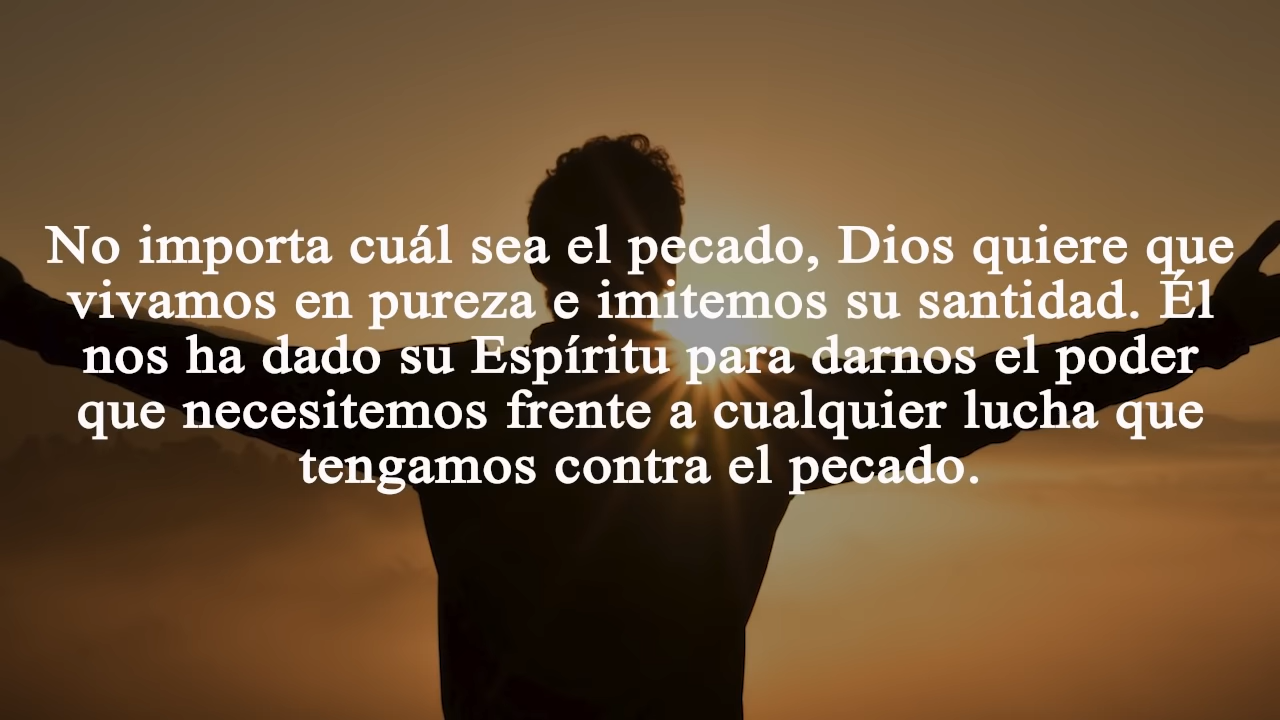 No importa cuál sea el pecado, Dios quiere que
vivamos en pureza e imitemos su santidad. Él
nos ha dado su Espíritu para darnos el poder
que necesitemos frente a cualquier lucha que
tengamos contra el pecado.